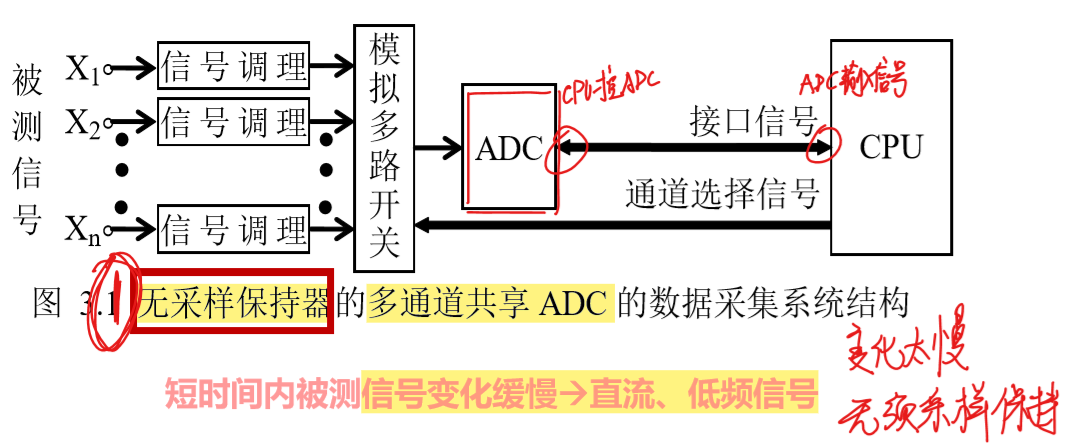 被测信号
X1 信号调理
X2 信号调理
Xn 信号调理
模拟多路开关
ADC
CPU控ADC
接口信号
通道选择信号
ADC输入信号
CPU
图 3.1 无采样保持器的多通道共享 ADC 的数据采集系统结构
短时间内被测信号变化缓慢→直流、低频信号
变化太慢
无须采样保持